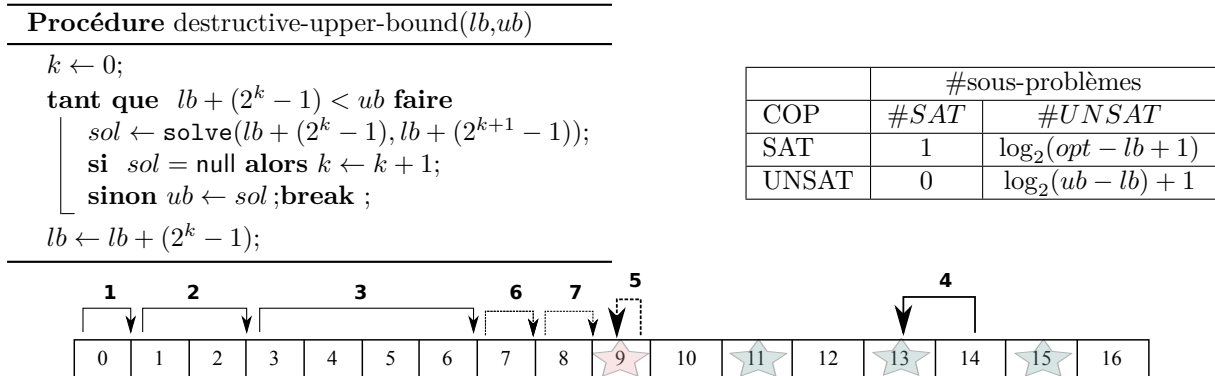 Procédure destructive-upper-bound(lb,ub)
k ← 0;
tant que lb + (2^k − 1) < ub faire
sol ← solve(lb + (2^k − 1), lb + (2^{k+1} − 1));
si sol = null alors k ← k + 1;
sinon ub ← sol ;break ;
lb ← lb + (2^k − 1);
#sous-problèmes
COP #SAT #UNSAT
SAT 1 log₂(opt − lb + 1)
UNSAT 0 log₂(ub − lb) + 1
1 2 3 6 7 5 4
0 1 2 3 4 5 6 7 8 9 10 11 12 13 14 15 16